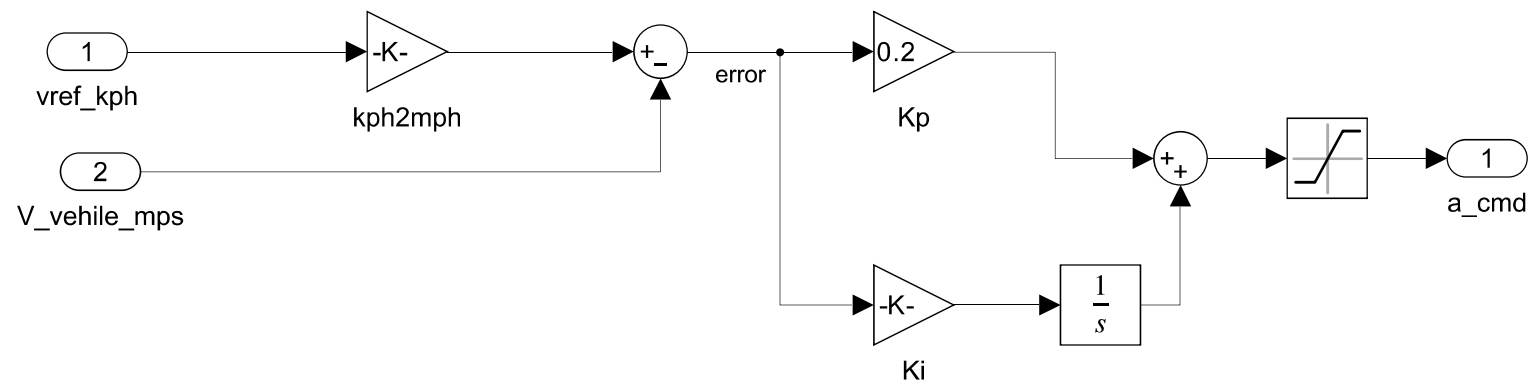 1
vref_kph
-K-
kph2mph
+
−
error
0.2
Kp
2
V_vehile_mps
+
+
1
a_cmd
-K-
Ki
1
s